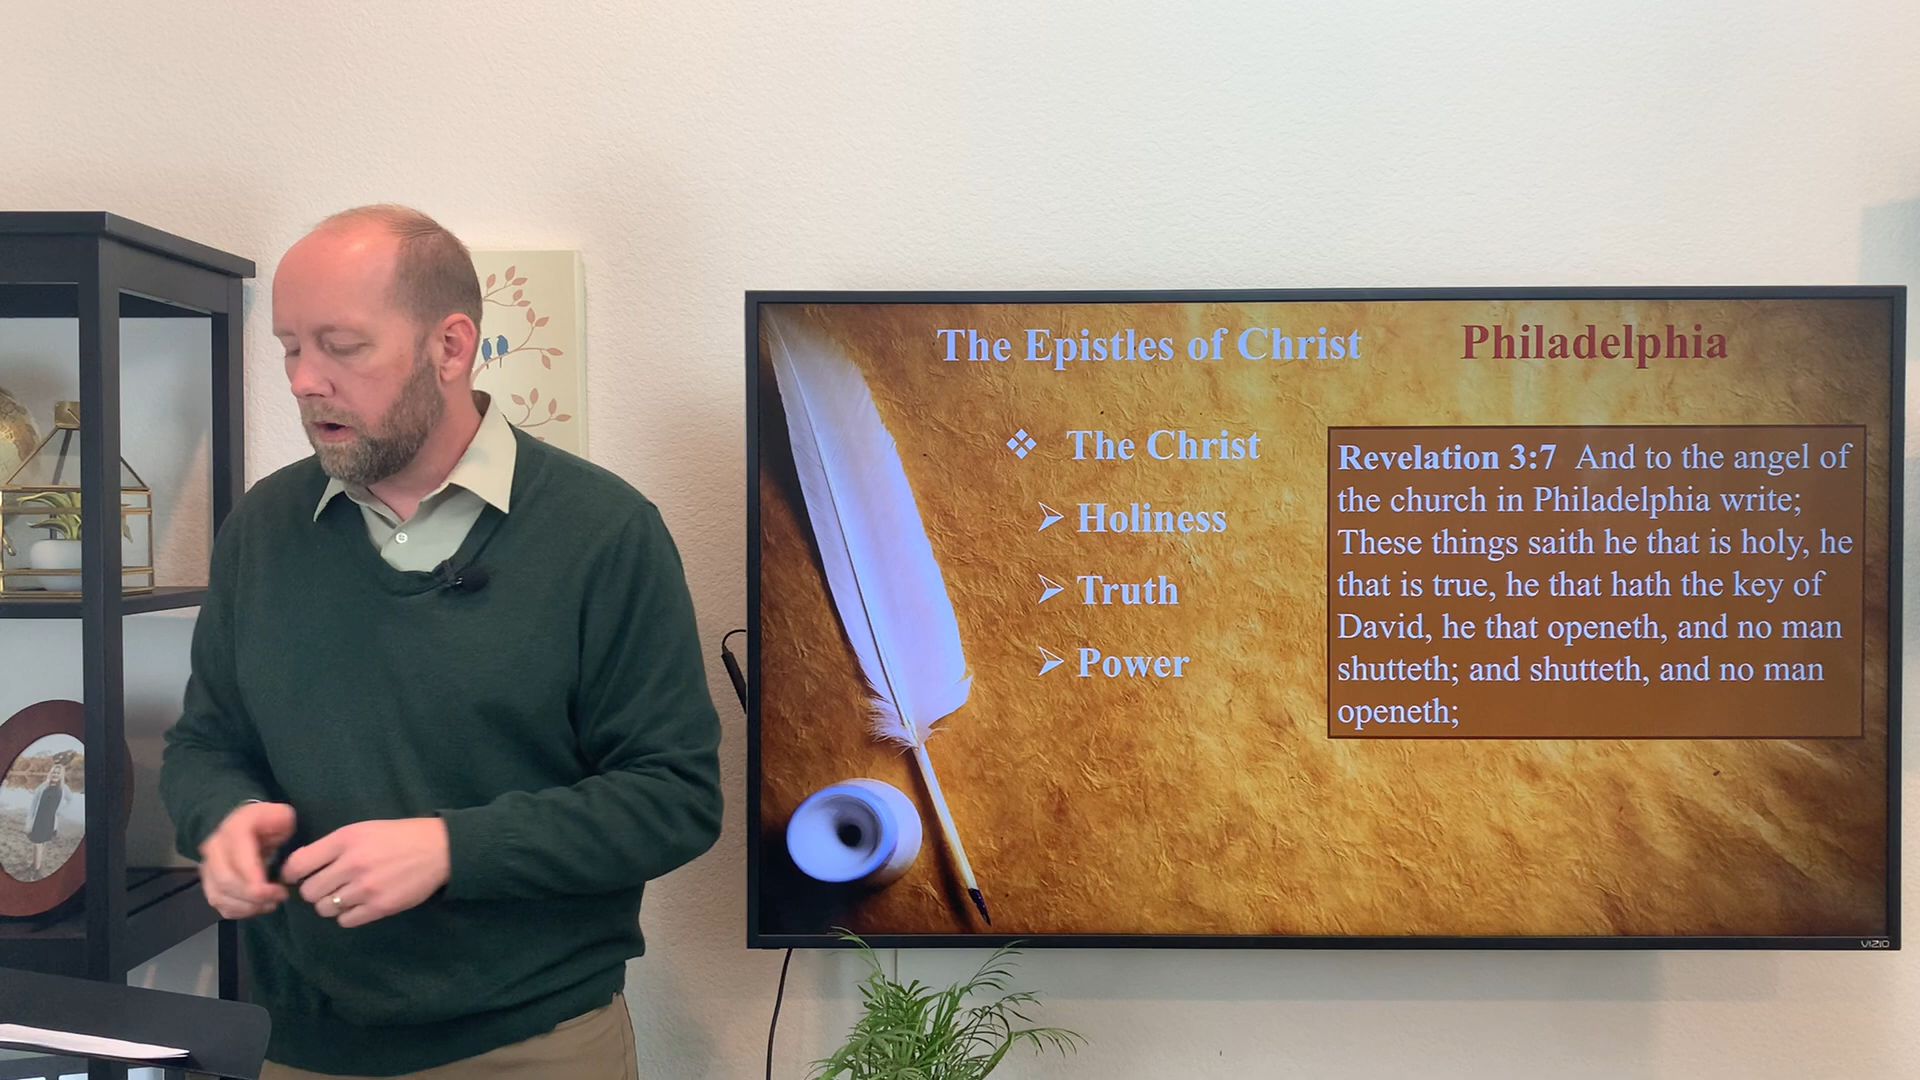 The Epistles of Christ
Philadelphia
The Christ
Holiness
Truth
Power
Revelation 3:7 And to the angel of
the church in Philadelphia write;
These things saith he that is holy, he
that is true, he that hath the key of
David, he that openeth, and no man
shutteth; and shutteth, and no man
openeth;
VIZIO